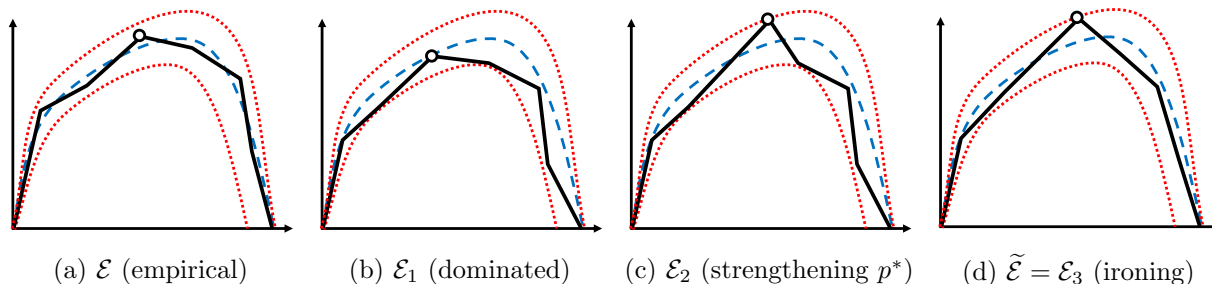 (a) ℰ (empirical)
(b) ℰ₁ (dominated)
(c) ℰ₂ (strengthening p*)
(d) ℰ̃ = ℰ₃ (ironing)